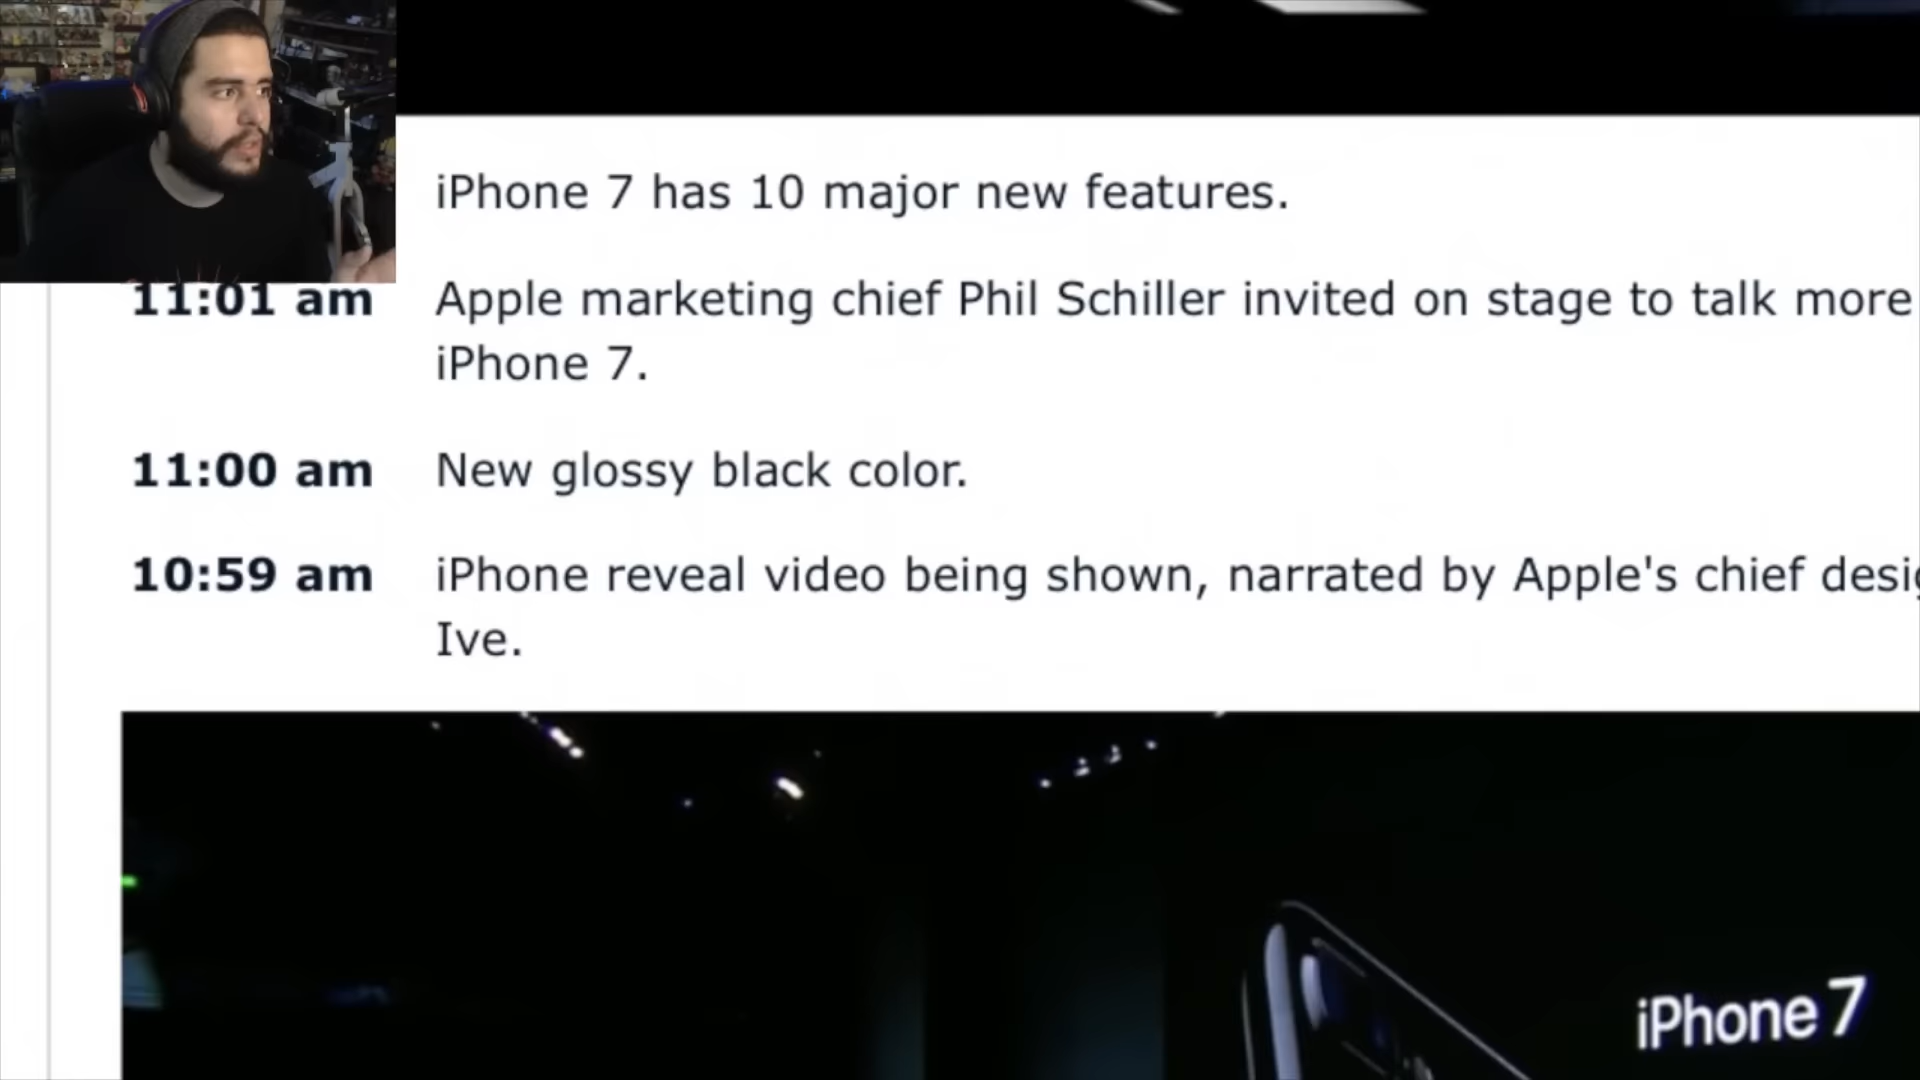 iPhone 7 has 10 major new features.
11:01 am Apple marketing chief Phil Schiller invited on stage to talk more
iPhone 7.
11:00 am New glossy black color.
10:59 am iPhone reveal video being shown, narrated by Apple's chief
Ive.
iPhone 7